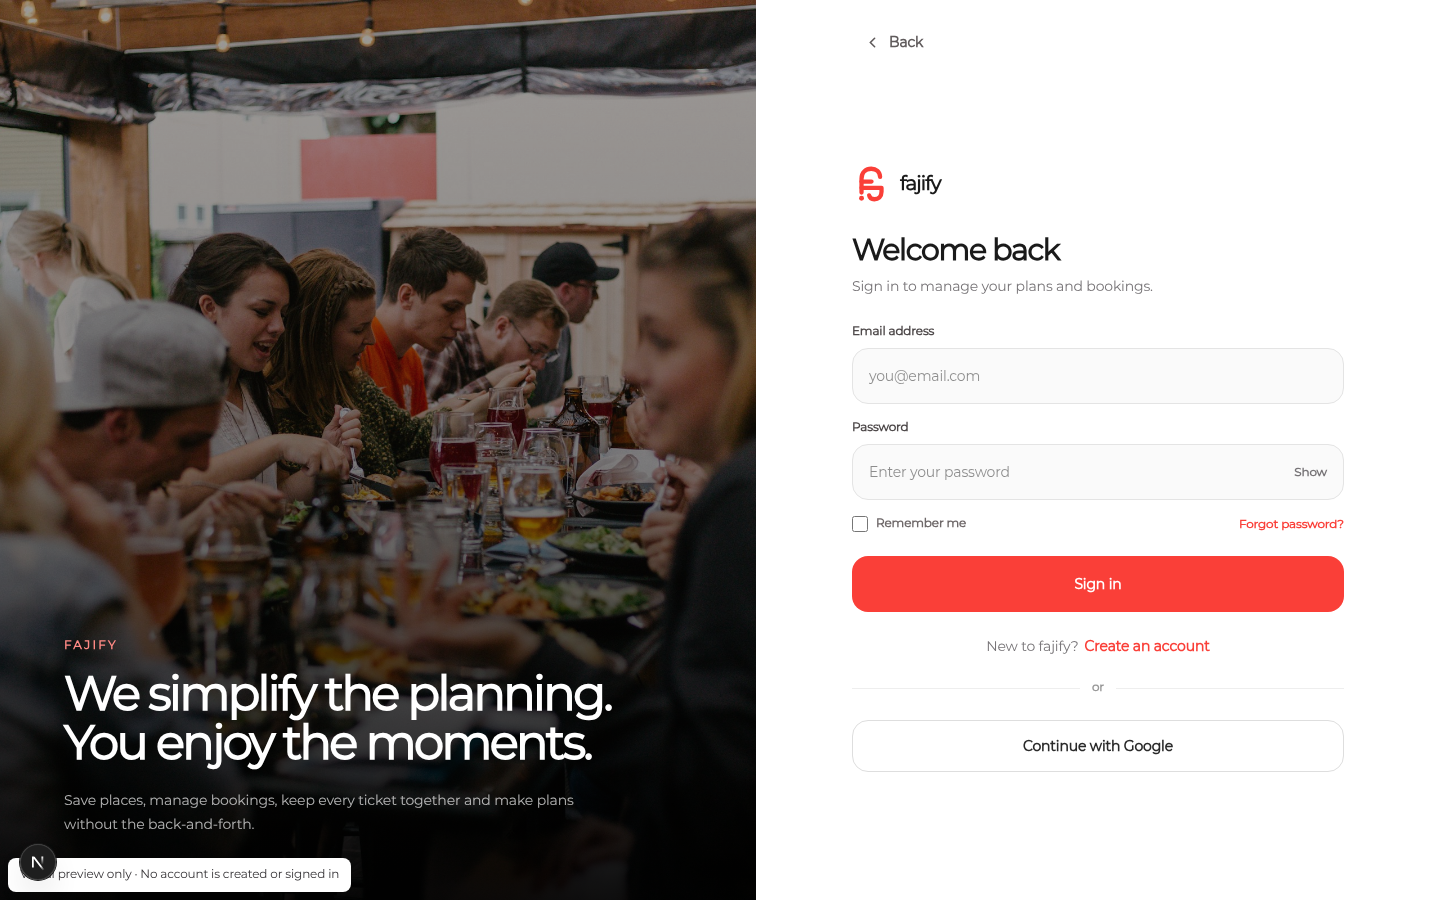 Back
fajify
Welcome back
Sign in to manage your plans and bookings.
Email address
you@email.com
Password
Enter your password
Show
Remember me
Forgot password?
Sign in
New to fajify? Create an account
or
Continue with Google
FAJIFY
We simplify the planning.
You enjoy the moments.
Save places, manage bookings, keep every ticket together and make plans
without the back-and-forth.
N
preview only · No account is created or signed in